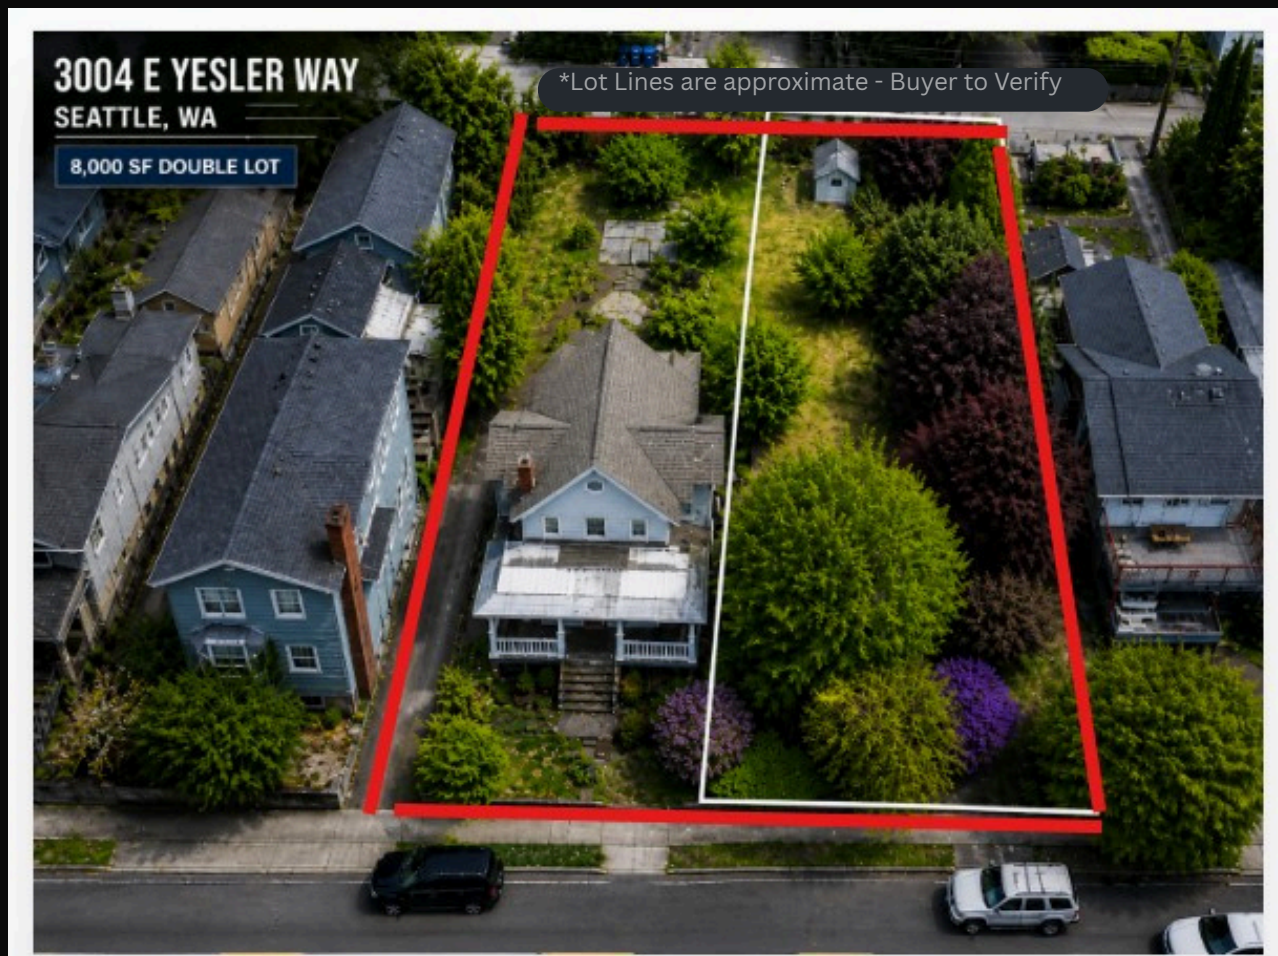 3004 E YESLER WAY
*Lot Lines are approximate - Buyer to Verify
SEATTLE, WA
8,000 SF DOUBLE LOT